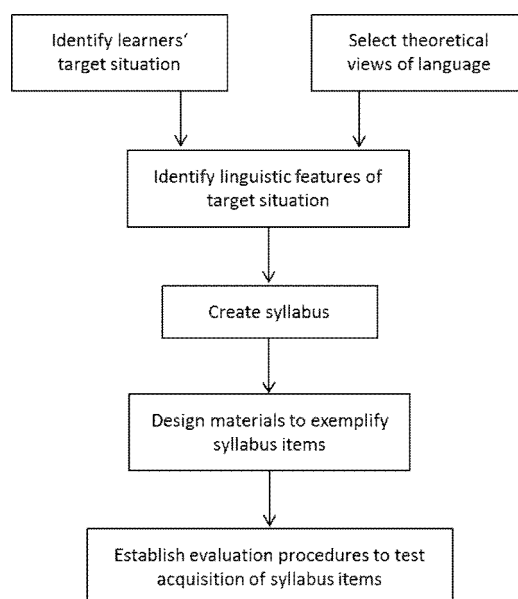 Identify learners‘
target situation
Select theoretical
views of language
Identify linguistic features of
target situation
Create syllabus
Design materials to exemplify
syllabus items
Establish evaluation procedures to test
acquisition of syllabus items